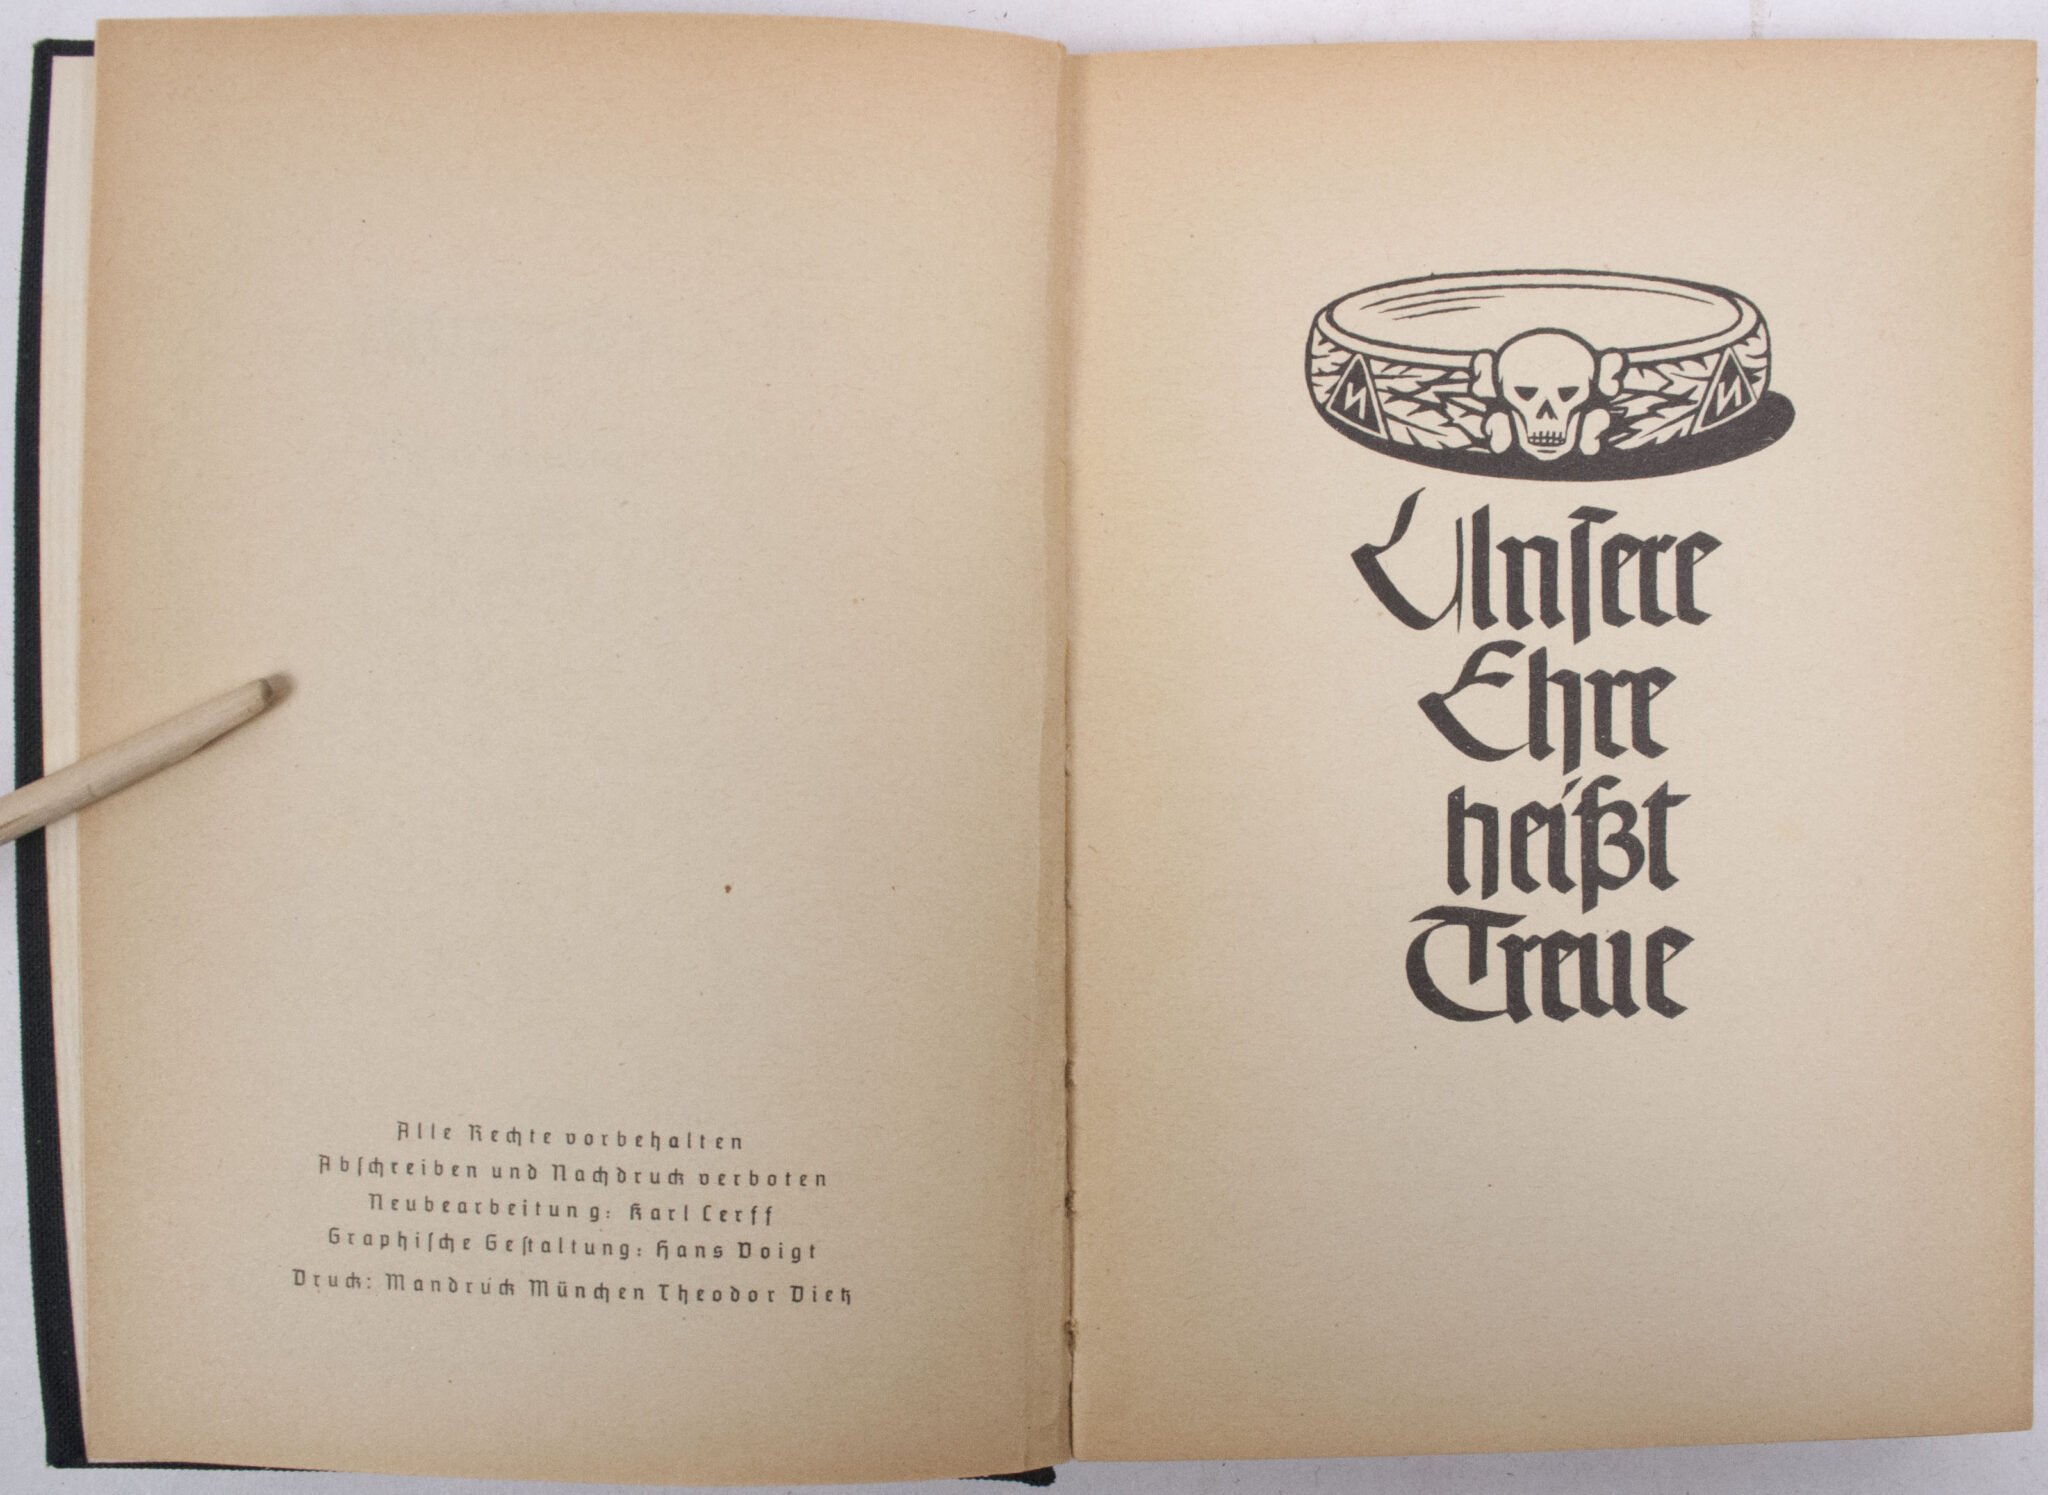 Alle Rechte vorbehalten
Abſchreiben und Nachdruck verboten
Neubearbeitung: Karl Cerff
Graphiſche Geſtaltung: Hans Voigt
Druck: Mandruck München Theodor Dietz
Unſere
Ehre
heißt
Treue